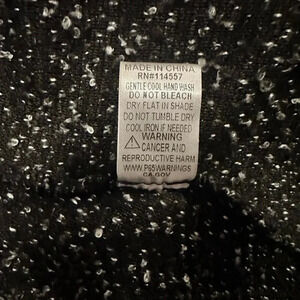 MADE IN CHINA
RN#114557
GENTLE COOL HAND WASH
DO NOT BLEACH
DRY FLAT IN SHADE
DO NOT TUMBLE DRY
COOL IRON IF NEEDED
WARNING
CANCER AND
REPRODUCTIVE HARM
WWW.P65WARNINGS
CA.GOV